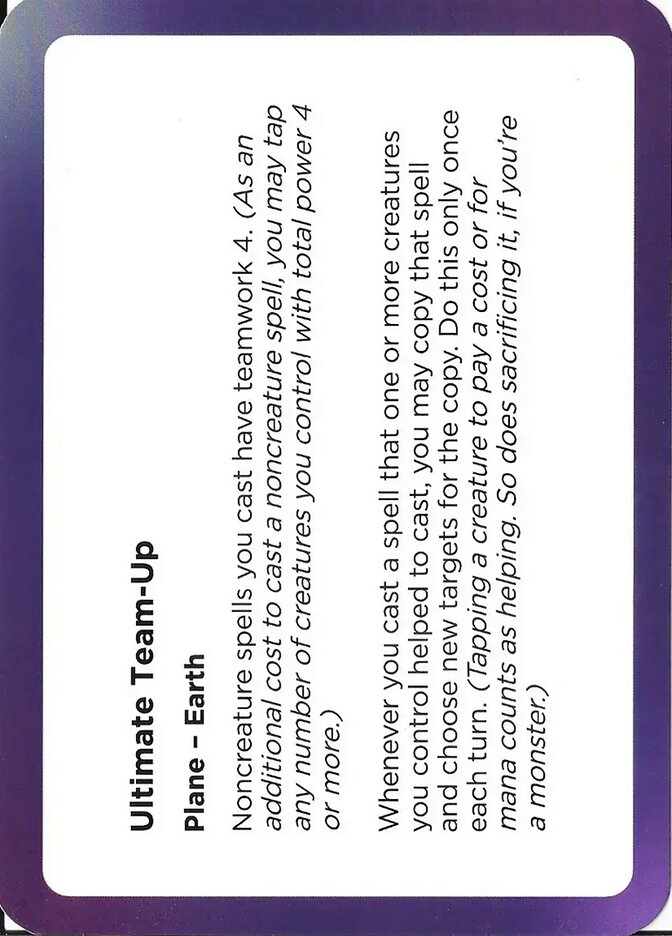 Ultimate Team-Up
Plane – Earth
Noncreature spells you cast have teamwork 4. (As an
additional cost to cast a noncreature spell, you may tap
any number of creatures you control with total power 4
or more.)
Whenever you cast a spell that one or more creatures
you control helped to cast, you may copy that spell
and choose new targets for the copy. Do this only once
each turn. (Tapping a creature to pay a cost or for
mana counts as helping. So does sacrificing it, if you're
a monster.)